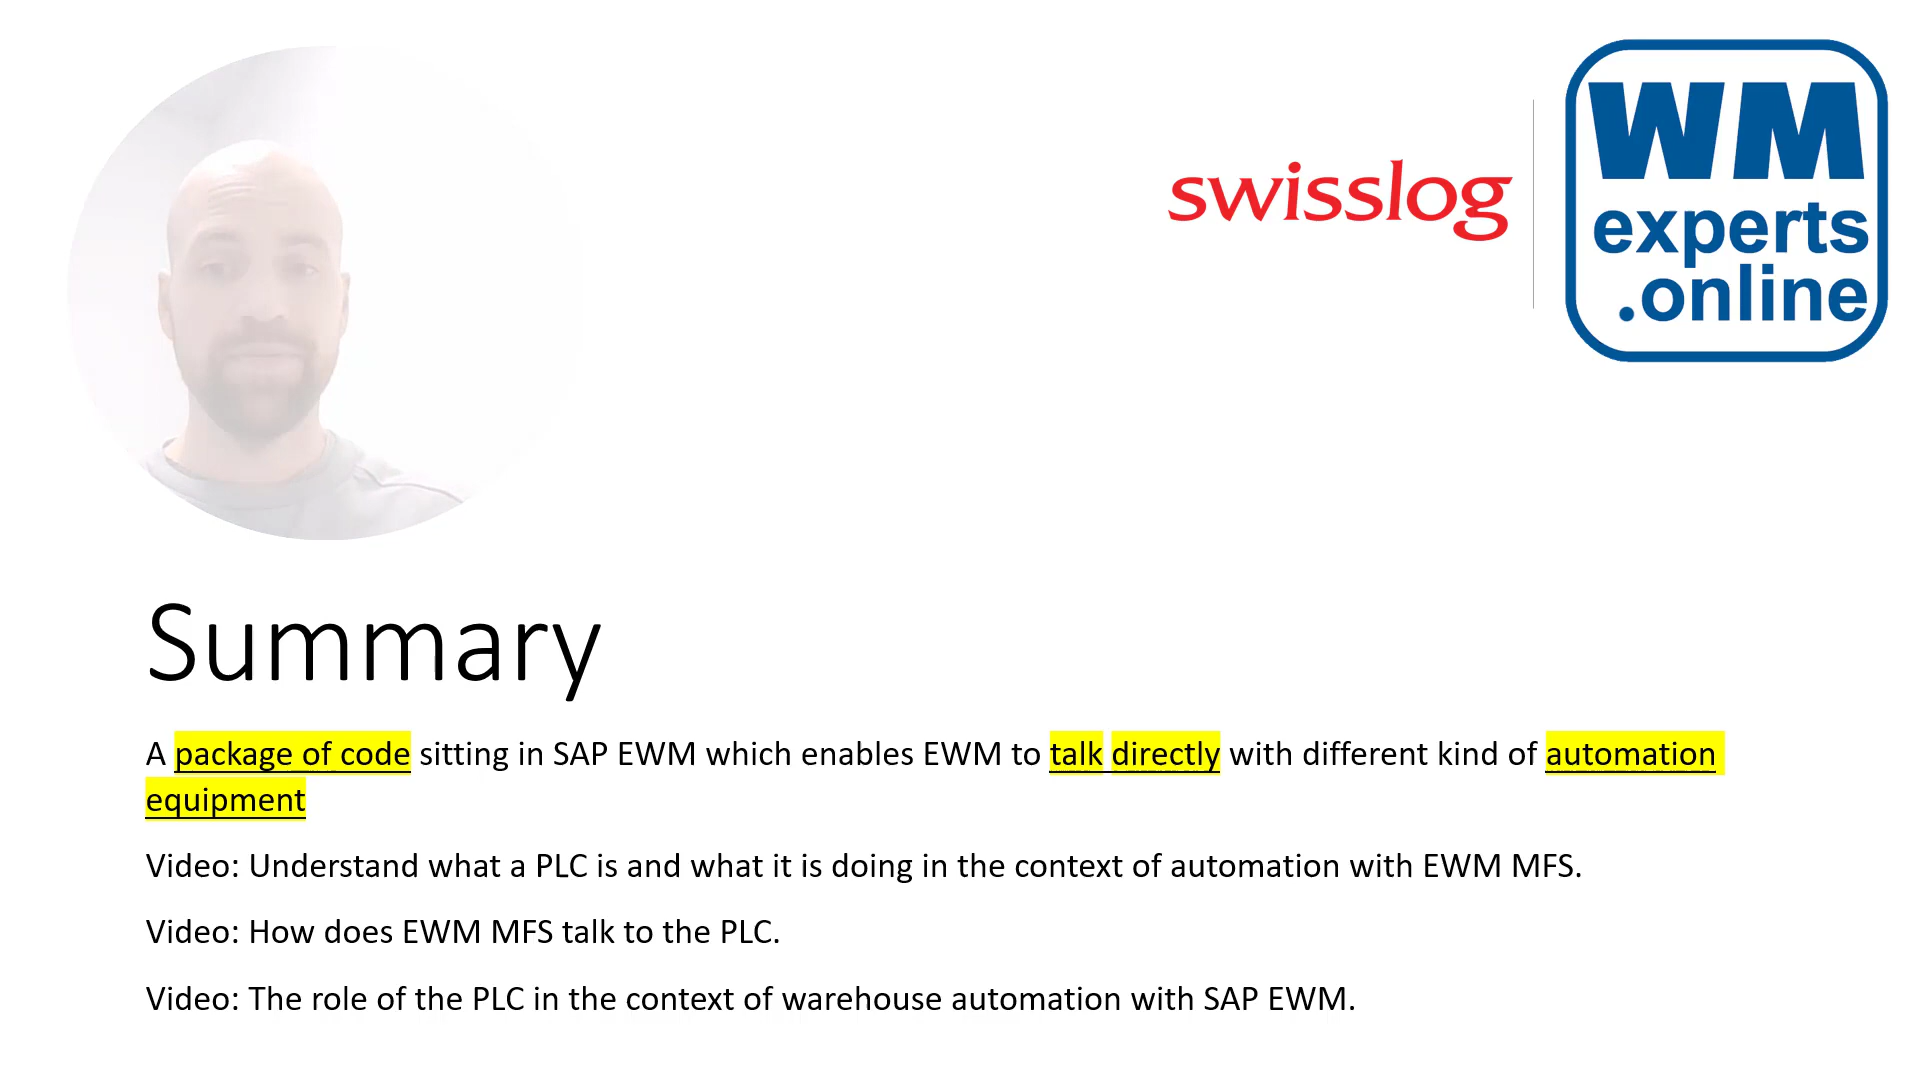 swisslog
WM
experts
.online
Summary
A package of code sitting in SAP EWM which enables EWM to talk directly with different kind of automation
equipment
Video: Understand what a PLC is and what it is doing in the context of automation with EWM MFS.
Video: How does EWM MFS talk to the PLC.
Video: The role of the PLC in the context of warehouse automation with SAP EWM.